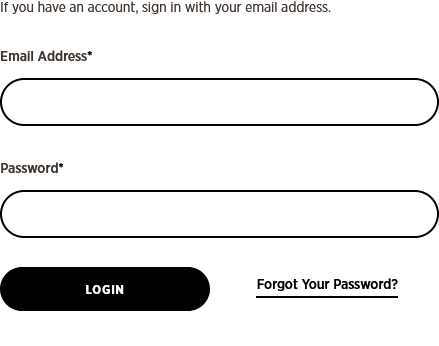 If you have an account, sign in with your email address.
Email Address*
Password*
LOGIN
Forgot Your Password?